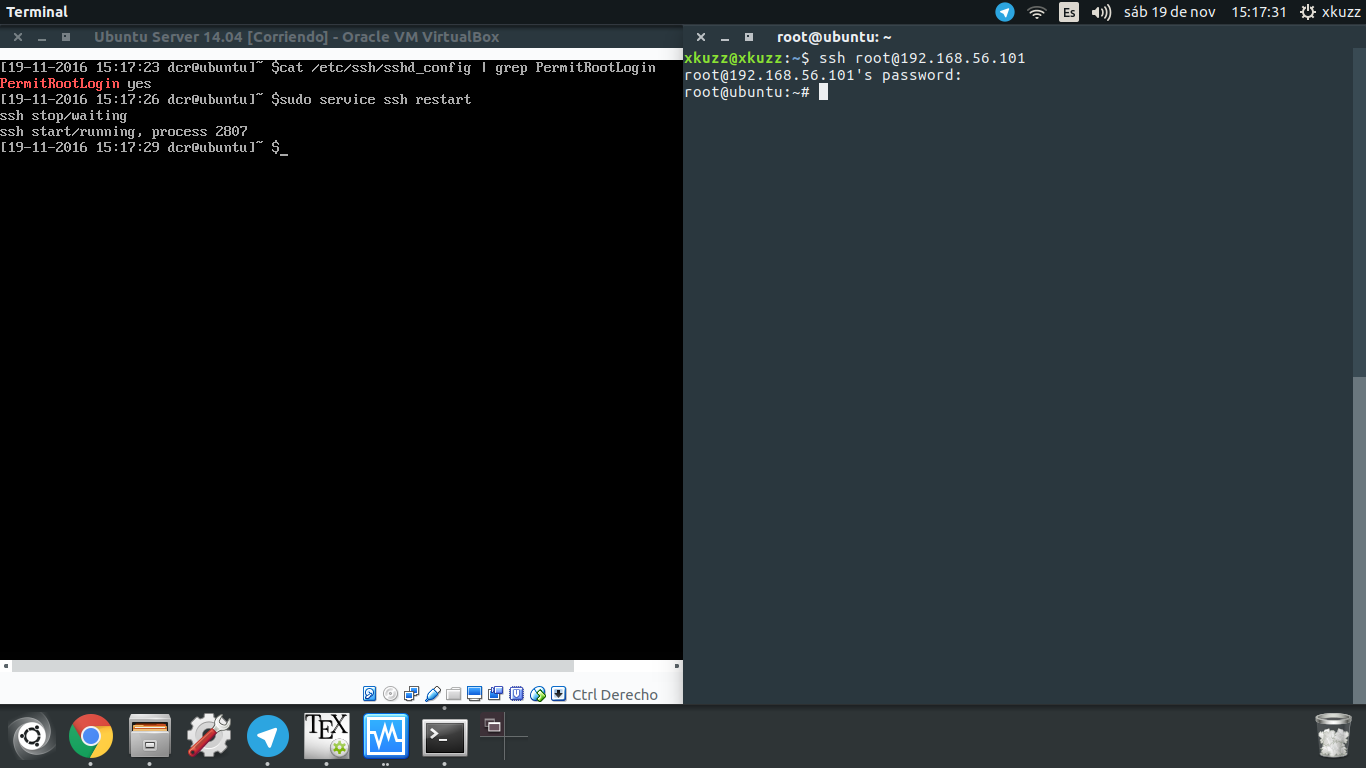 Terminal
Es
sáb 19 de nov
15:17:31
xkuzz
Ubuntu Server 14.04 [Corriendo] - Oracle VM VirtualBox
[19-11-2016 15:17:23 dcr@ubuntu]~ $cat /etc/ssh/sshd_config | grep PermitRootLogin
PermitRootLogin yes
[19-11-2016 15:17:26 dcr@ubuntu]~ $sudo service ssh restart
ssh stop/waiting
ssh start/running, process 2807
[19-11-2016 15:17:29 dcr@ubuntu]~ $_
Ctrl Derecho
root@ubuntu: ~
xkuzz@xkuzz:~$ ssh root@192.168.56.101
root@192.168.56.101's password:
root@ubuntu:~#
TEX